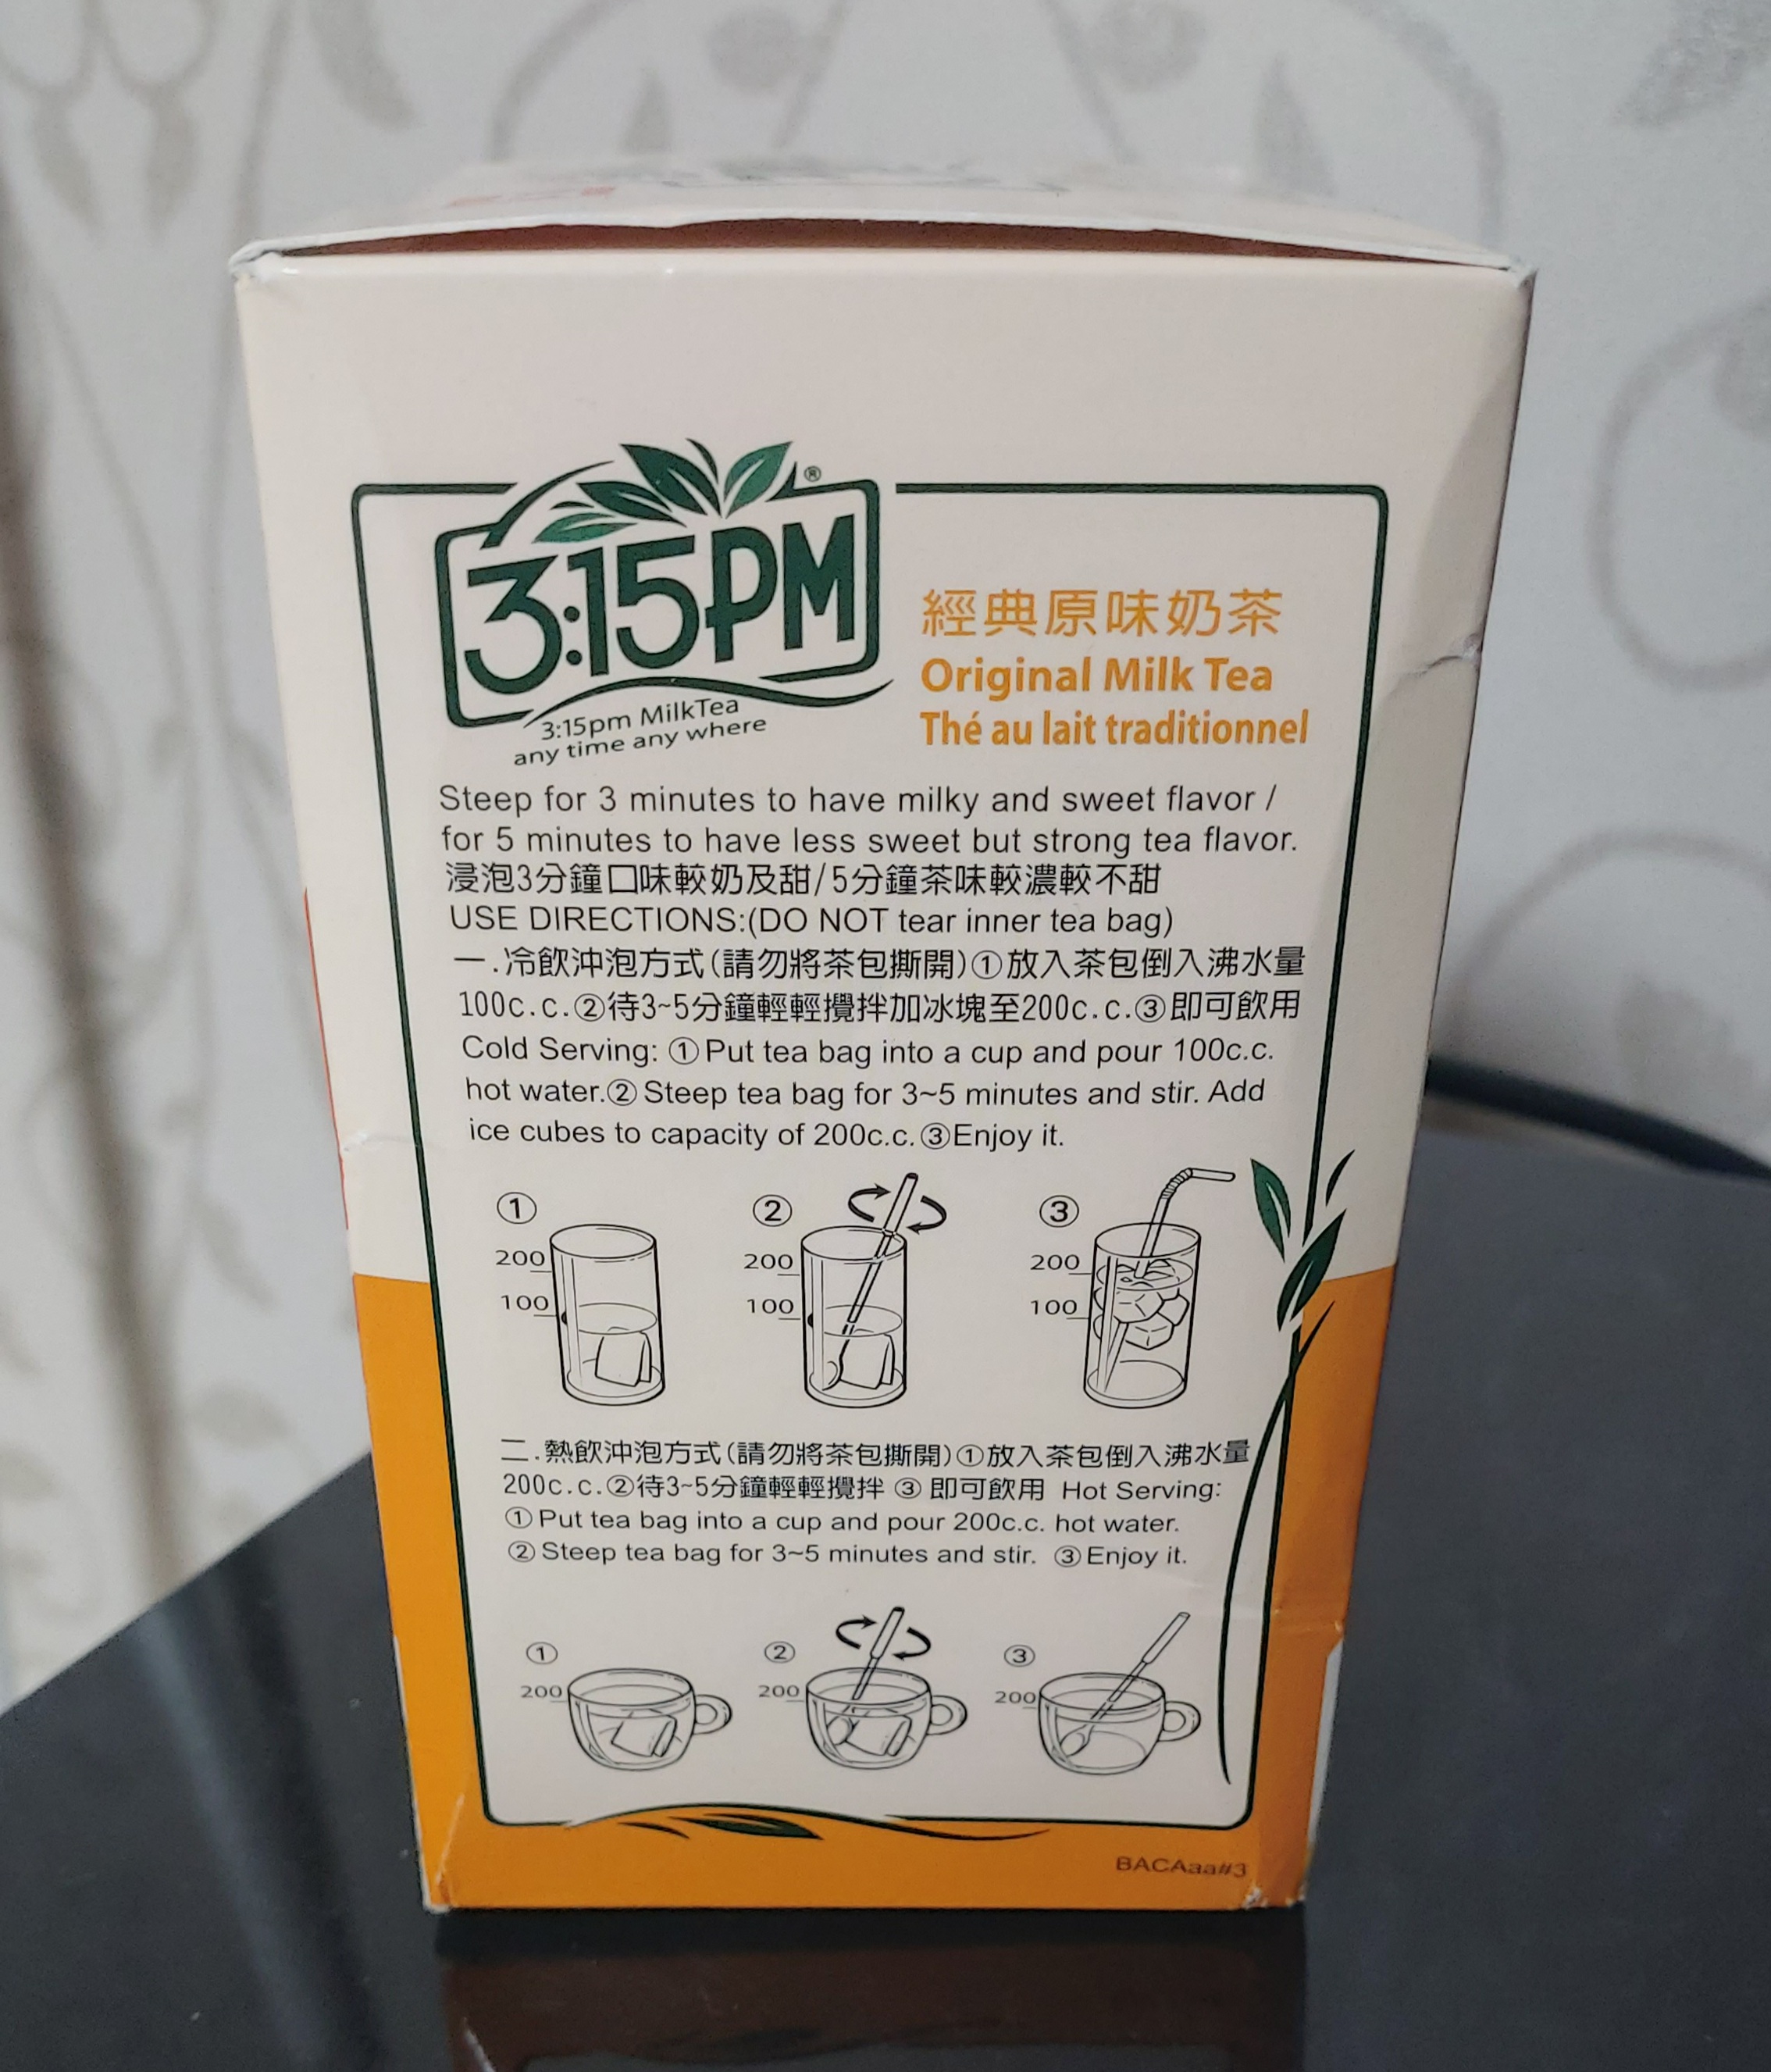 3:15PM®
3:15pm MilkTea
any time any where
經典原味奶茶
Original Milk Tea
Thé au lait traditionnel
Steep for 3 minutes to have milky and sweet flavor /
for 5 minutes to have less sweet but strong tea flavor.
浸泡3分鐘口味較奶及甜/5分鐘茶味較濃較不甜
USE DIRECTIONS:(DO NOT tear inner tea bag)
一.冷飲沖泡方式(請勿將茶包撕開)①放入茶包倒入沸水量
100c.c.②待3~5分鐘輕輕攪拌加冰塊至200c.c.③即可飲用
Cold Serving: ①Put tea bag into a cup and pour 100c.c.
hot water.② Steep tea bag for 3~5 minutes and stir. Add
ice cubes to capacity of 200c.c.③Enjoy it.
① ② ③
200 200 200
100 100 100
二.熱飲沖泡方式(請勿將茶包撕開)①放入茶包倒入沸水量
200c.c.②待3~5分鐘輕輕攪拌 ③ 即可飲用 Hot Serving:
① Put tea bag into a cup and pour 200c.c. hot water.
② Steep tea bag for 3~5 minutes and stir. ③ Enjoy it.
① ② ③
200 200 200
BACAaa#3